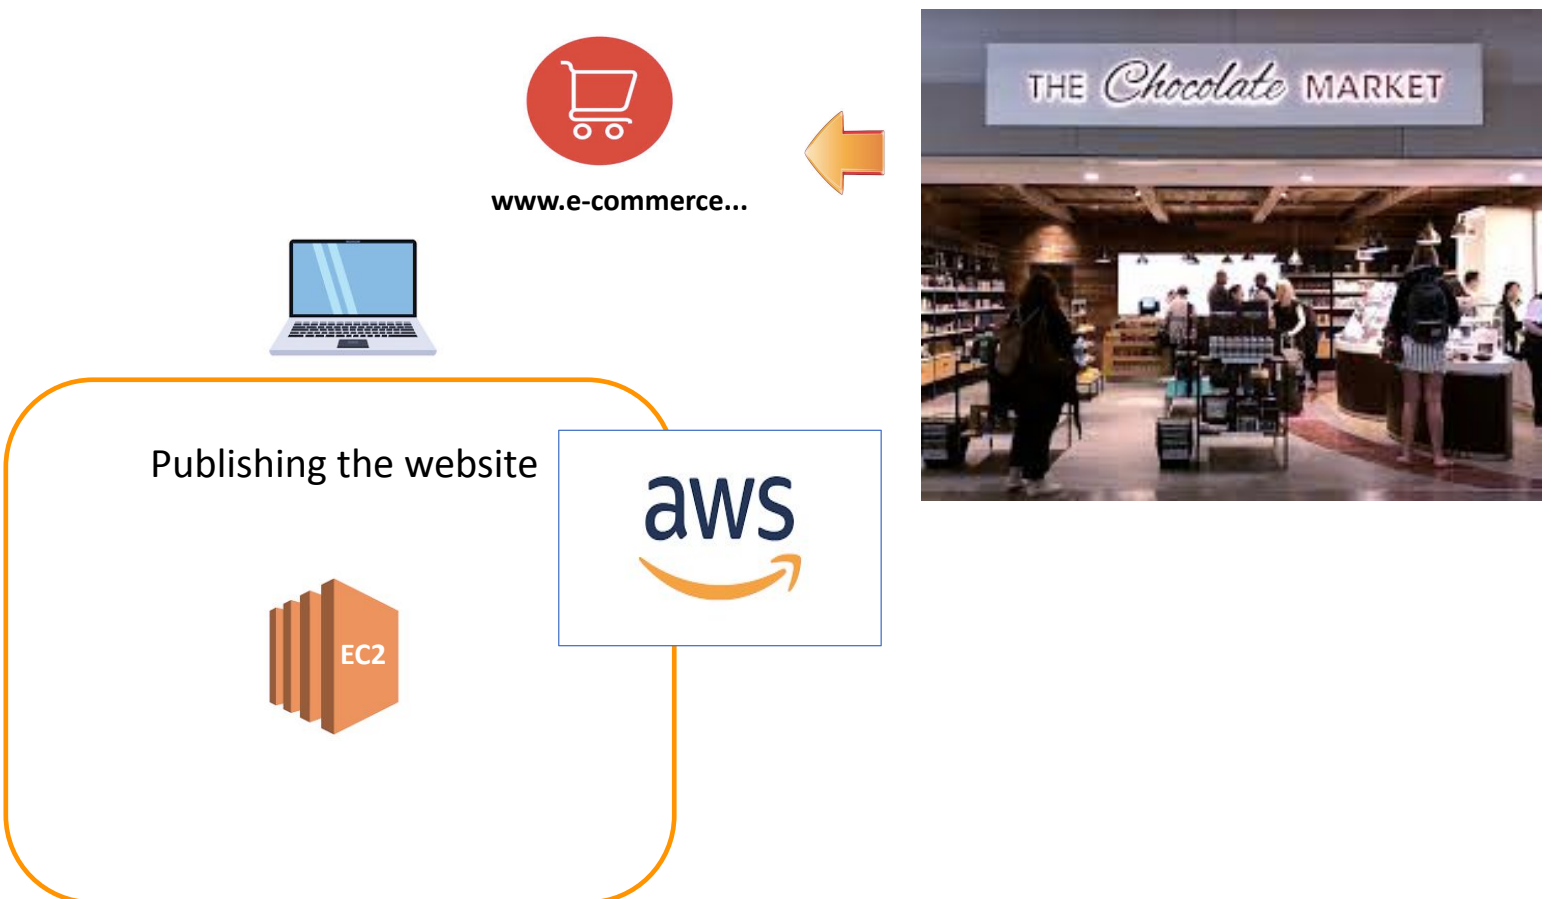 THE Chocolate MARKET
www.e-commerce...
Publishing the website
aws
EC2